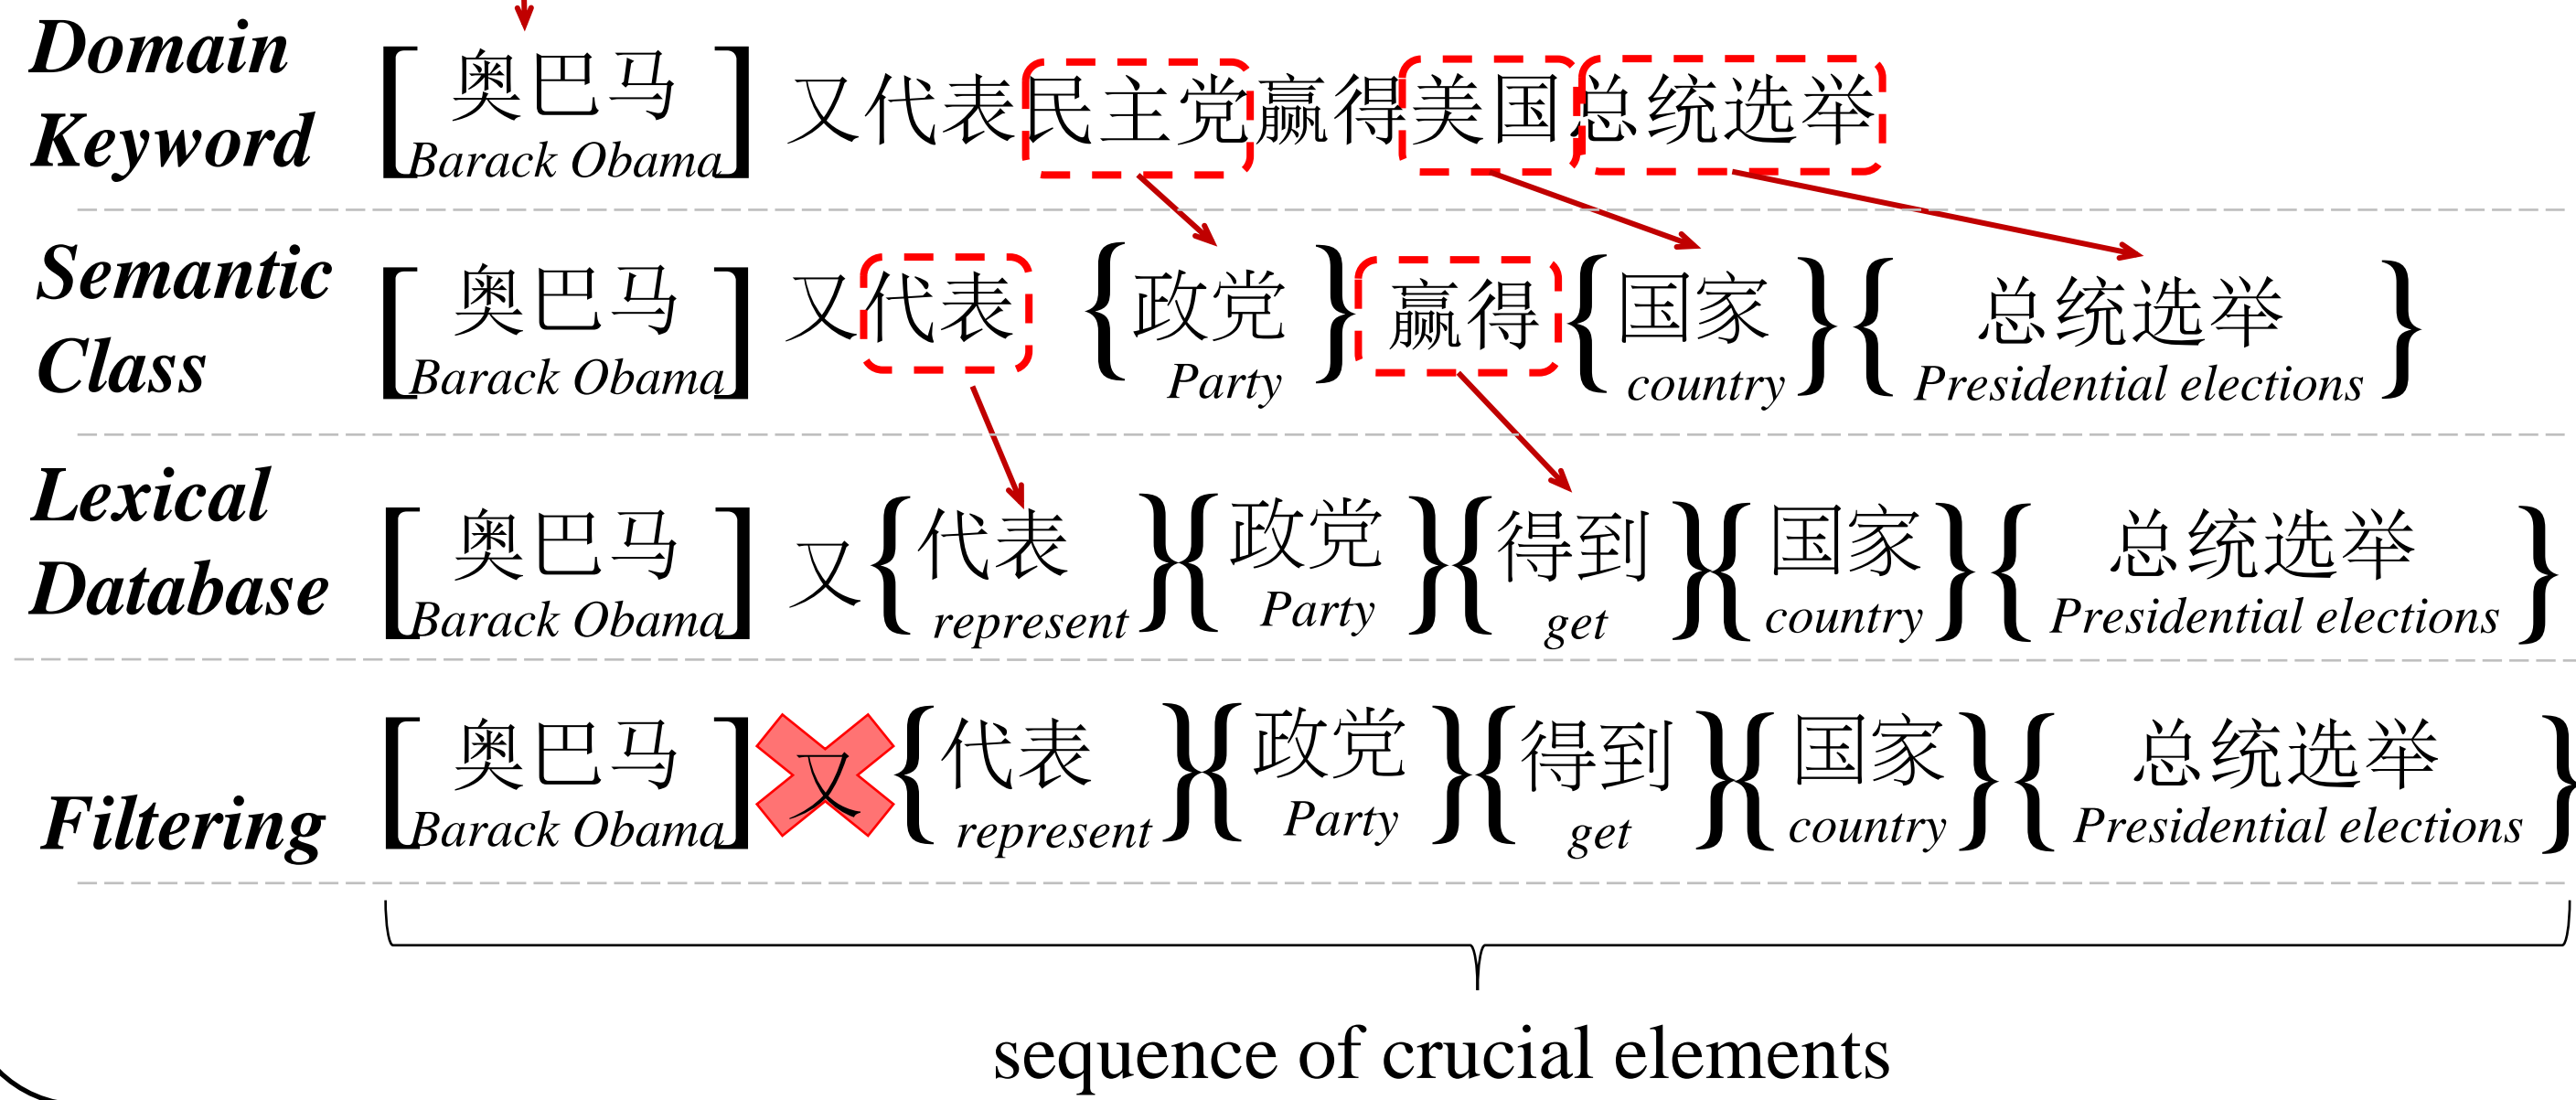 Domain Keyword [奥巴马] 又代表民主党赢得美国总统选举
Barack Obama
Semantic Class [奥巴马] 又代表 {政党} 赢得 {国家} {总统选举}
Barack Obama Party country Presidential elections
Lexical Database [奥巴马] 又 {代表} {政党} {得到} {国家} {总统选举}
Barack Obama represent Party get country Presidential elections
Filtering [奥巴马] 又 {代表} {政党} {得到} {国家} {总统选举}
Barack Obama represent Party get country Presidential elections
sequence of crucial elements